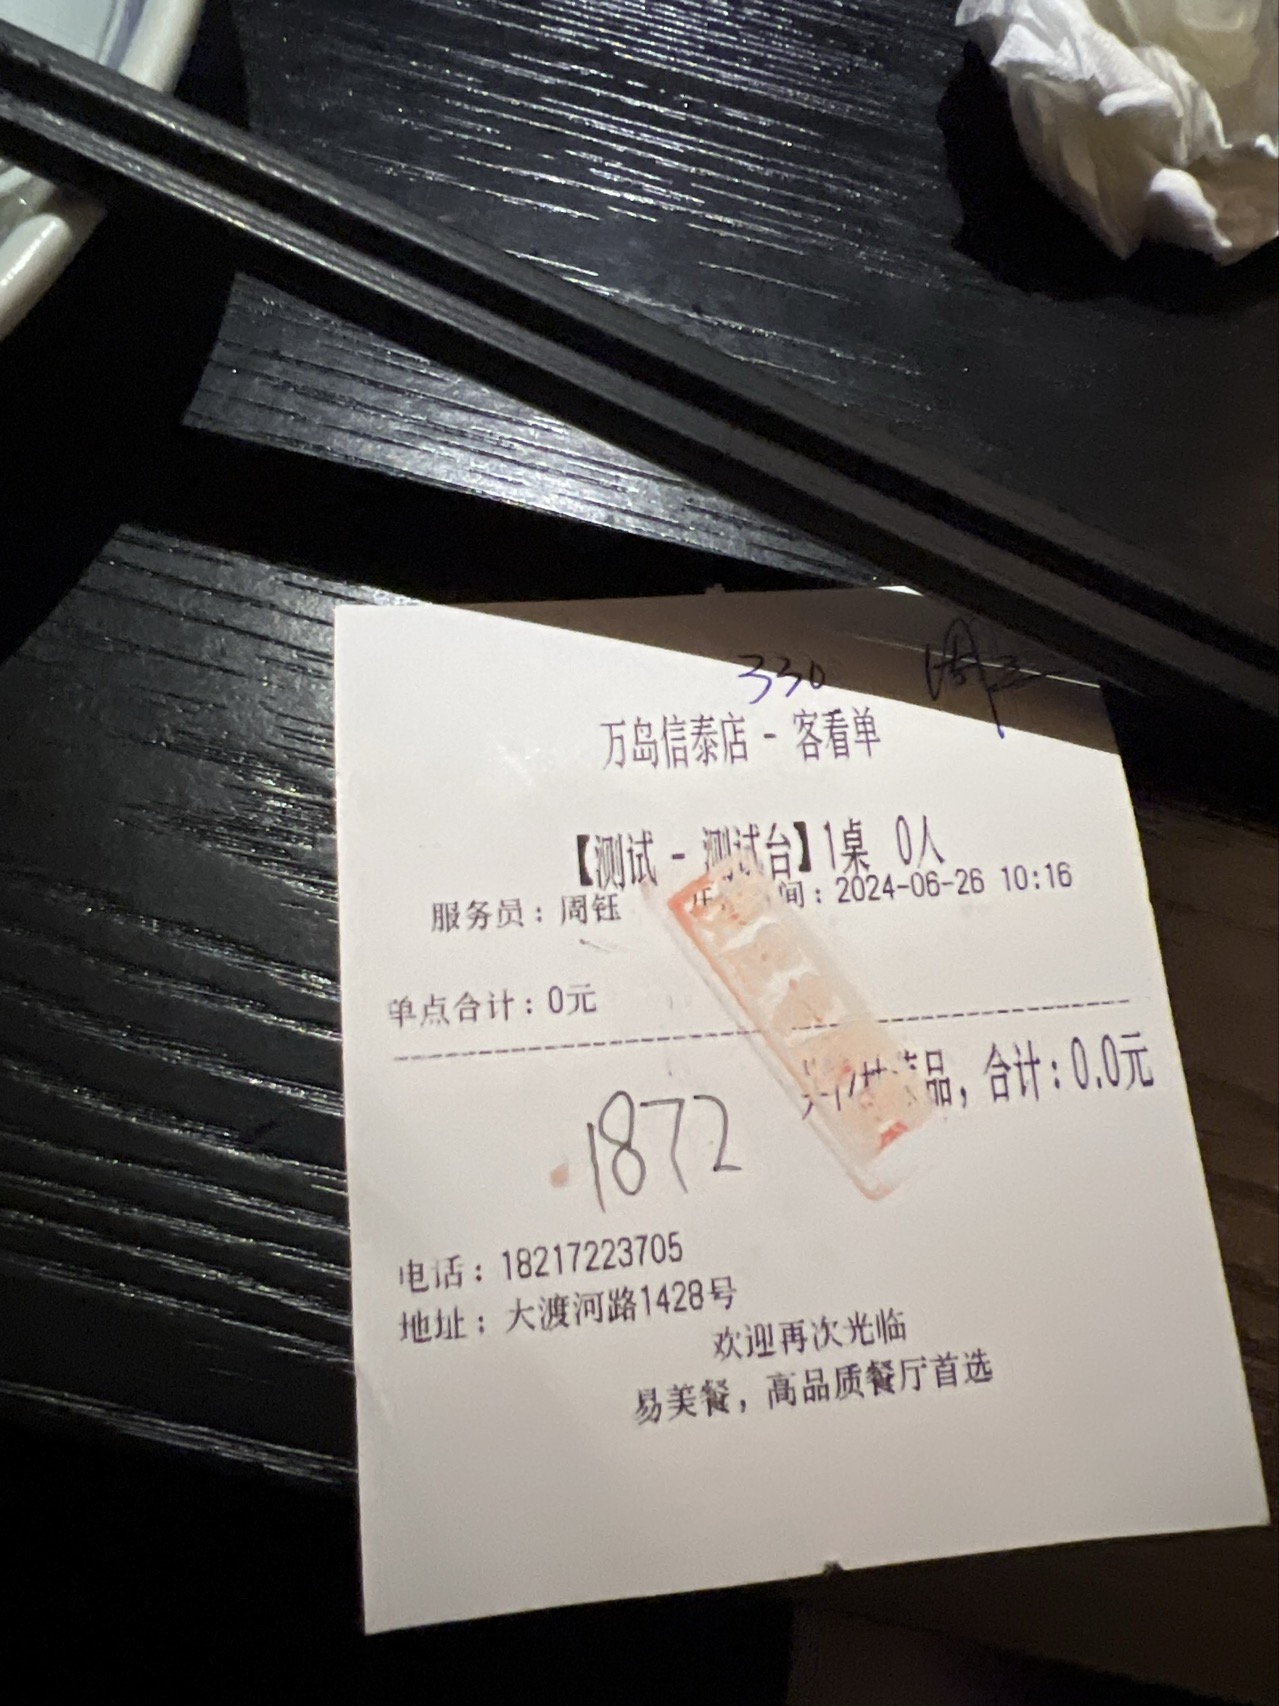 330
万岛信泰店 - 客看单
【测试 - 测试台】1桌 0人
服务员：周钰 间：2024-06-26 10:16
单点合计：0元
品，合计：0.0元
1872
电话：18217223705
地址：大渡河路1428号
欢迎再次光临
易美餐，高品质餐厅首选